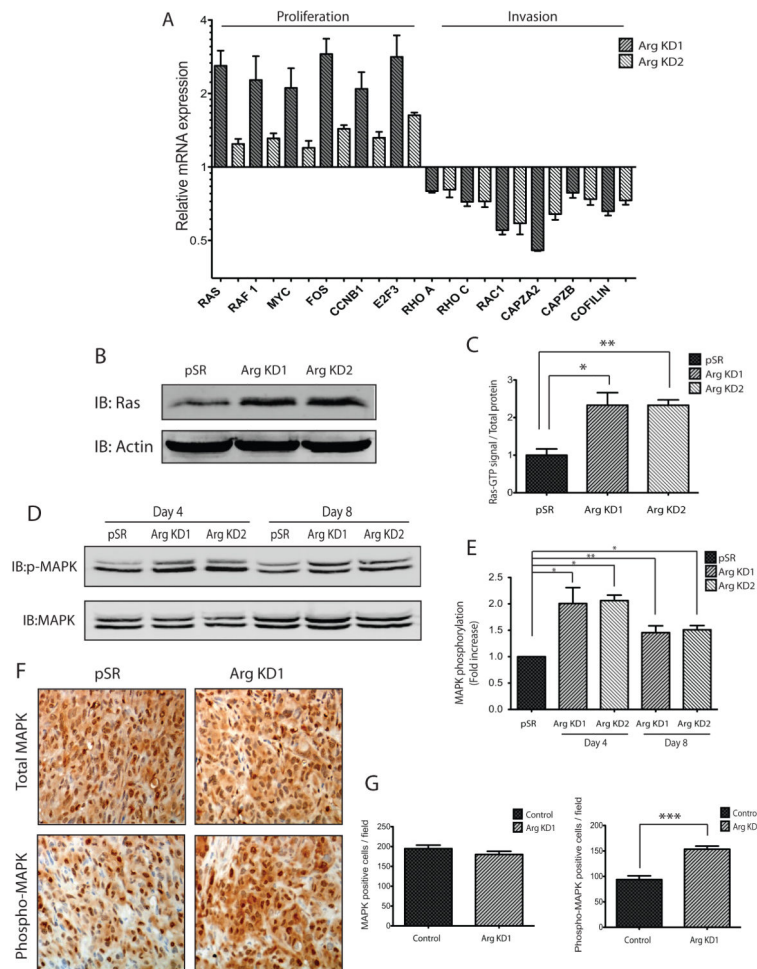 A
Proliferation
Invasion
Arg KD1
Arg KD2
Relative mRNA expression
4
2
1
0.5
RAS
RAF 1
MYC
FOS
CCNB1
E2F3
RHO A
RHO C
RAC1
CAPZA2
CAPZB
COFILIN
B
pSR
Arg KD1
Arg KD2
IB: Ras
IB: Actin
C
pSR
Arg KD1
Arg KD2
**
*
Ras-GTP signal / Total protein
3
2
1
0
pSR
Arg KD1
Arg KD2
D
Day 4
Day 8
pSR
Arg KD1
Arg KD2
pSR
Arg KD1
Arg KD2
IB:p-MAPK
IB:MAPK
E
pSR
Arg KD1
Arg KD2
*
**
*
*
MAPK phosphorylation
(Fold increase)
2.5
2.0
1.5
1.0
0.5
0.0
pSR
Arg KD1
Arg KD2
Arg KD1
Arg KD2
Day 4
Day 8
F
pSR
Arg KD1
Total MAPK
Phospho-MAPK
G
Control
Arg KD1
MAPK positive cells / field
200
150
100
50
0
Control
Arg KD1
Contro
Arg KD
***
Phospho-MAPK positive cells / field
200
150
100
50
0
Control
Arg KD1